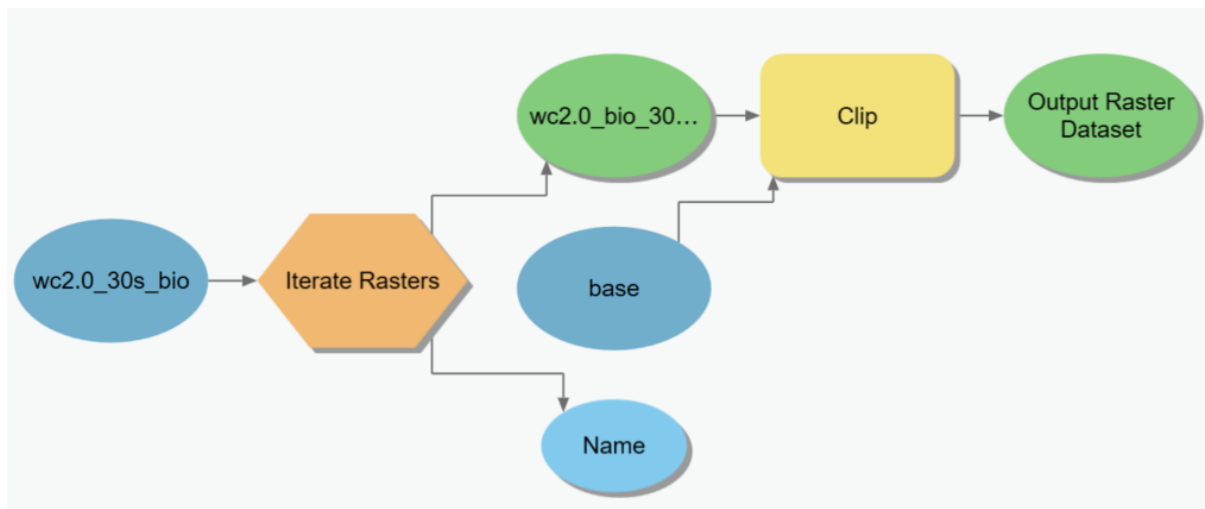 wc2.0_bio_30...
Clip
Output Raster
Dataset
wc2.0_30s_bio
Iterate Rasters
base
Name